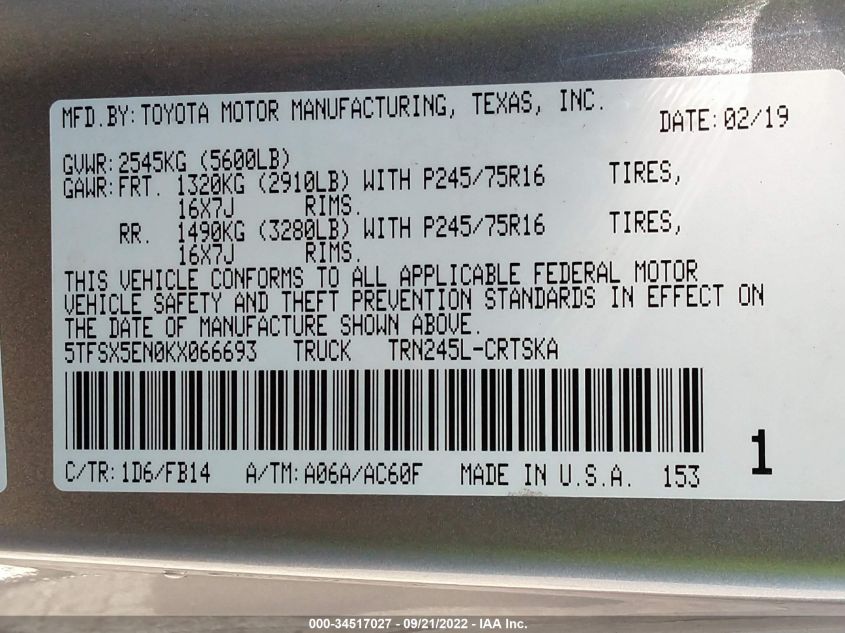 MFD.BY:TOYOTA MOTOR MANUFACTURING, TEXAS, INC.
DATE:02/19
GVWR:2545KG (5600LB)
GAWR:FRT. 1320KG (2910LB) WITH P245/75R16 TIRES,
16X7J RIMS.
RR. 1490KG (3280LB) WITH P245/75R16 TIRES,
16X7J RIMS.
THIS VEHICLE CONFORMS TO ALL APPLICABLE FEDERAL MOTOR
VEHICLE SAFETY AND THEFT PREVENTION STANDARDS IN EFFECT ON
THE DATE OF MANUFACTURE SHOWN ABOVE.
5TFSX5EN0KX066693 TRUCK TRN245L-CRTSKA
C/TR:1D6/FB14 A/TM:A06A/AC60F MADE IN U.S.A. 153
1
000-34517027 - 09/21/2022 - IAA Inc.